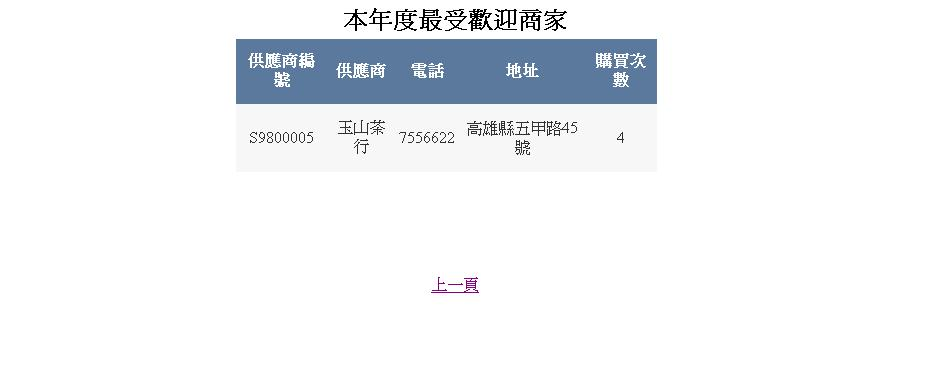 本年度最受歡迎商家
供應商編 供應商 電話 地址 購買次
號 數
S9800005 玉山茶 7556622 高雄縣五甲路45 4
行 號
上一頁